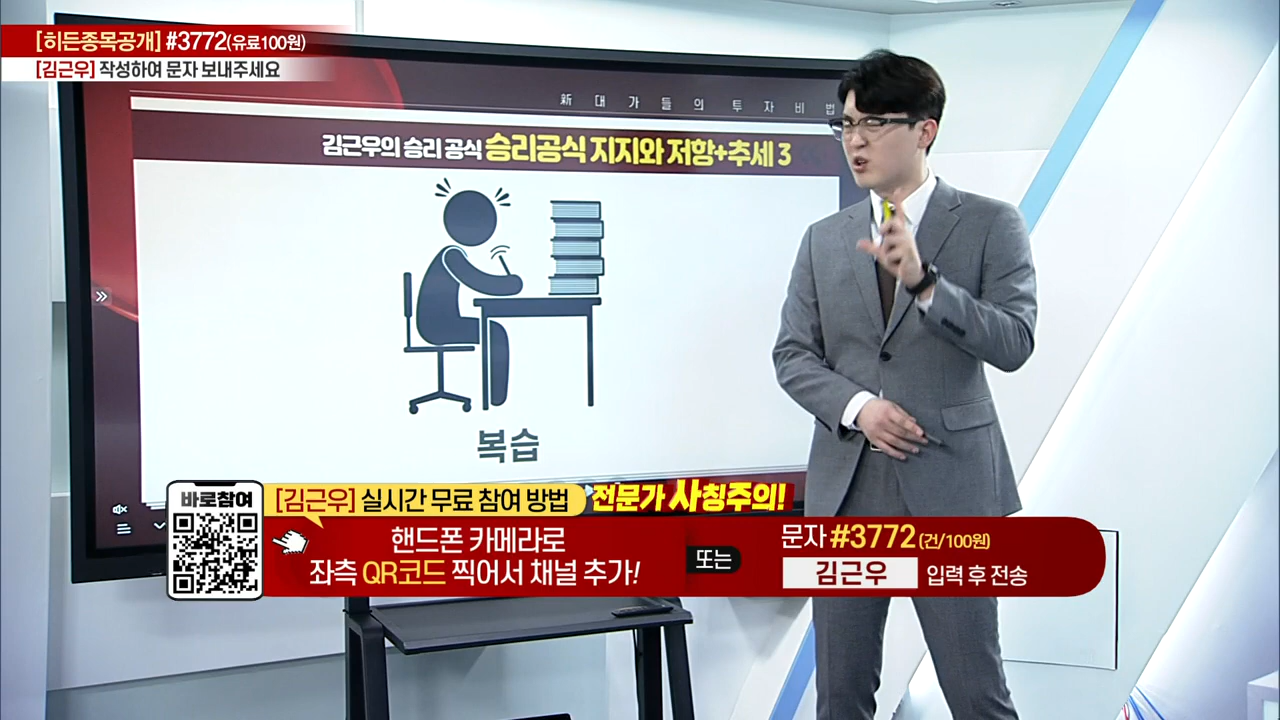 [히든종목공개] #3772(유료100원)
[김근우] 작성하여 문자 보내주세요
新 대가들의 투자비법
김근우의 승리 공식 승리공식 지지와 저항+추세 3
복습
바로참여
[김근우] 실시간 무료 참여 방법
전문가 사칭주의!
핸드폰 카메라로
좌측 QR코드 찍어서 채널 추가!
또는
문자 #3772(건/100원)
김근우 입력 후 전송